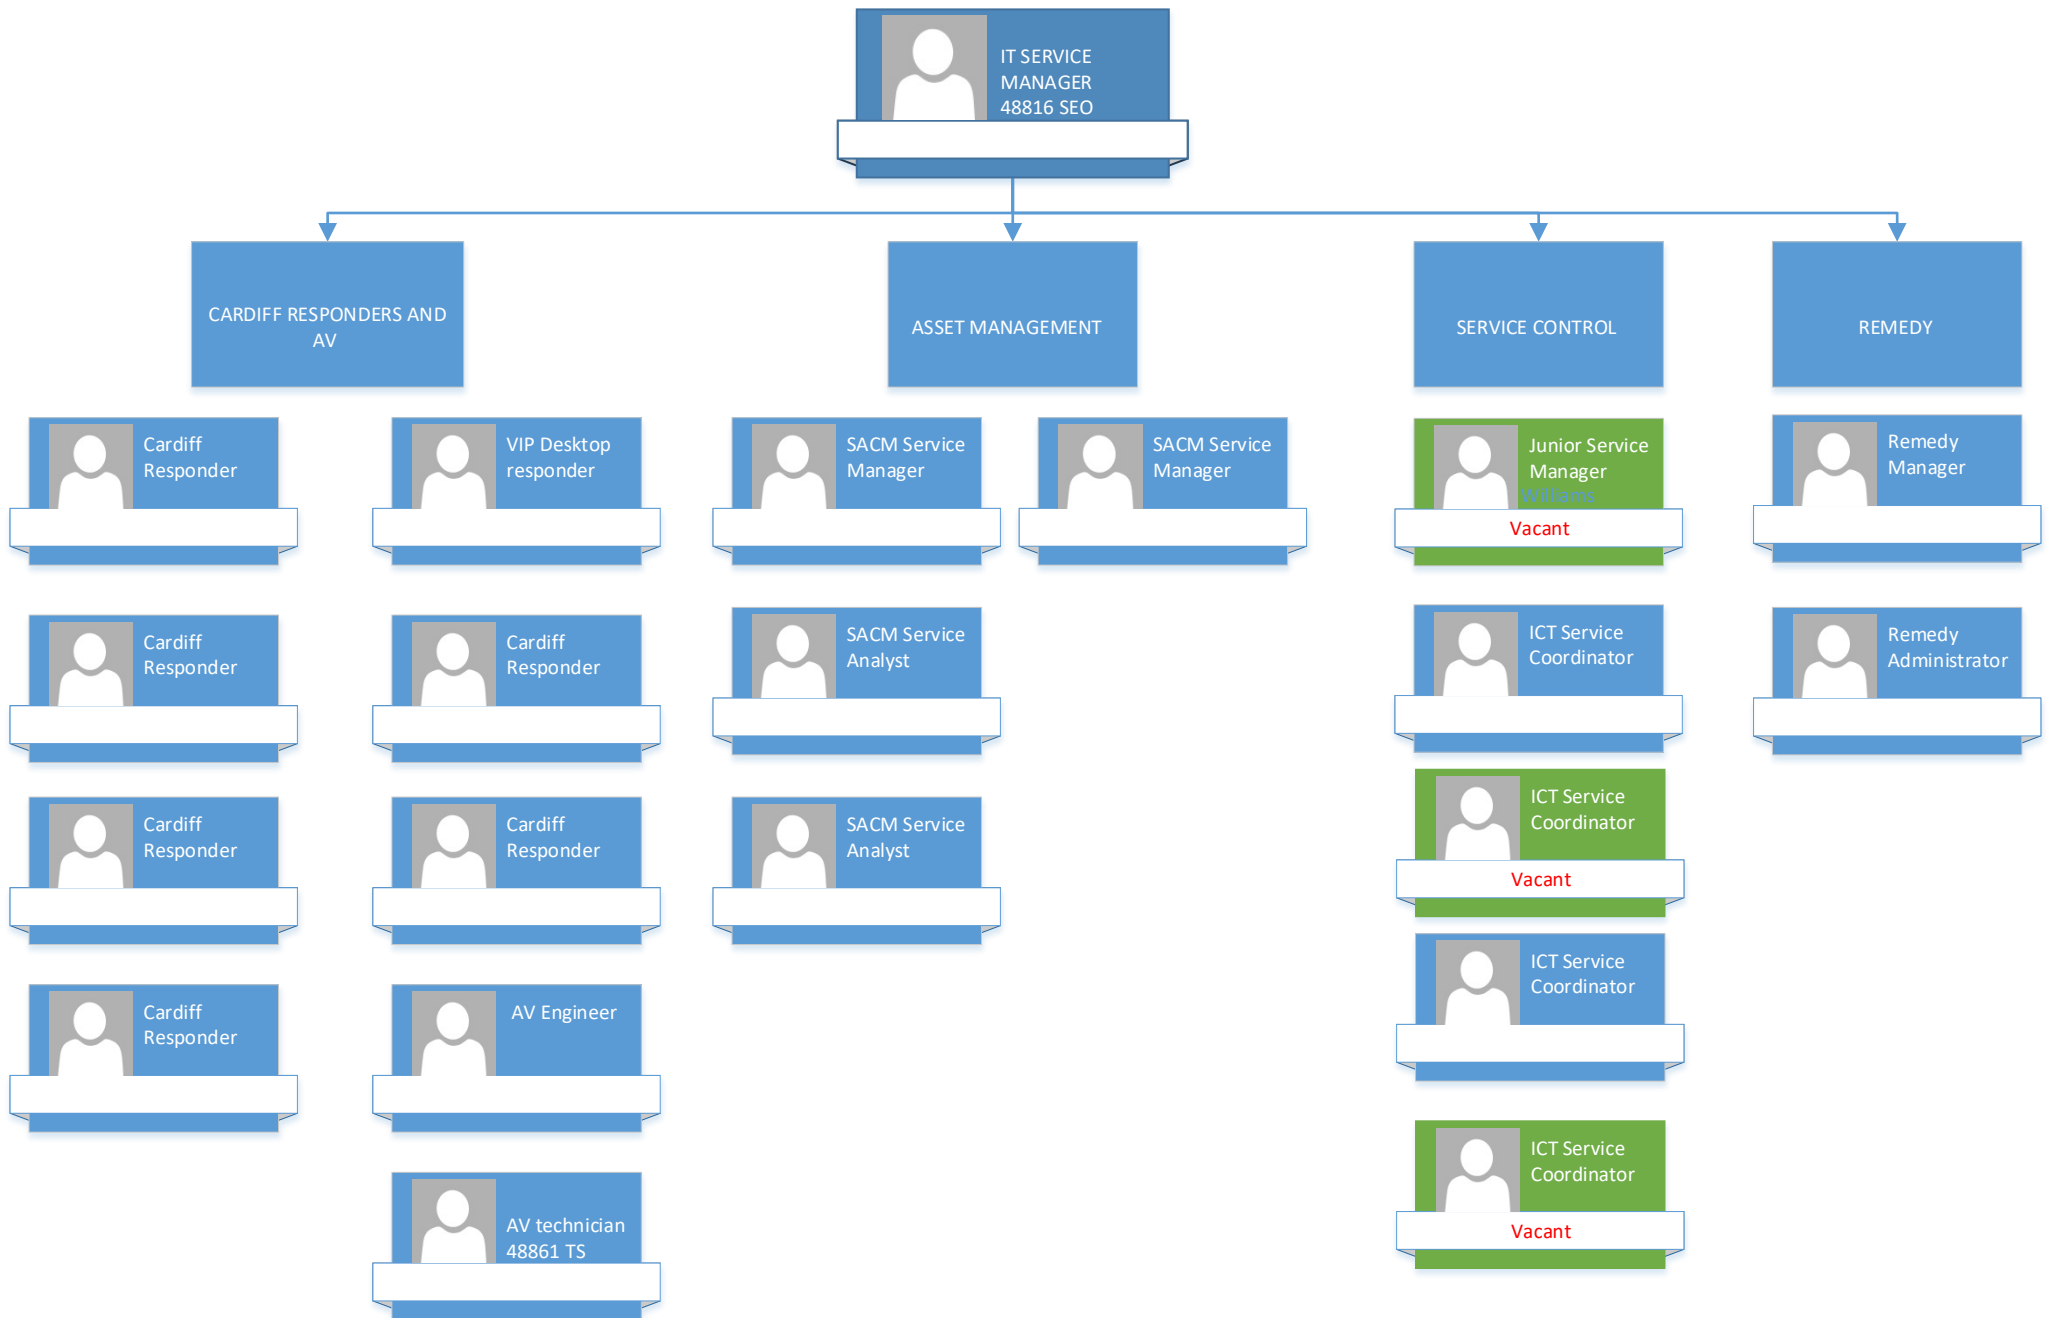 IT SERVICE
MANAGER
48816 SEO
CARDIFF RESPONDERS AND
AV
ASSET MANAGEMENT
SERVICE CONTROL
REMEDY
Cardiff
Responder
VIP Desktop
responder
SACM Service
Manager
SACM Service
Manager
Junior Service
Manager
Williams
Vacant
Remedy
Manager
Cardiff
Responder
Cardiff
Responder
SACM Service
Analyst
ICT Service
Coordinator
Remedy
Administrator
Cardiff
Responder
Cardiff
Responder
SACM Service
Analyst
ICT Service
Coordinator
Vacant
Cardiff
Responder
AV Engineer
ICT Service
Coordinator
AV technician
48861 TS
ICT Service
Coordinator
Vacant